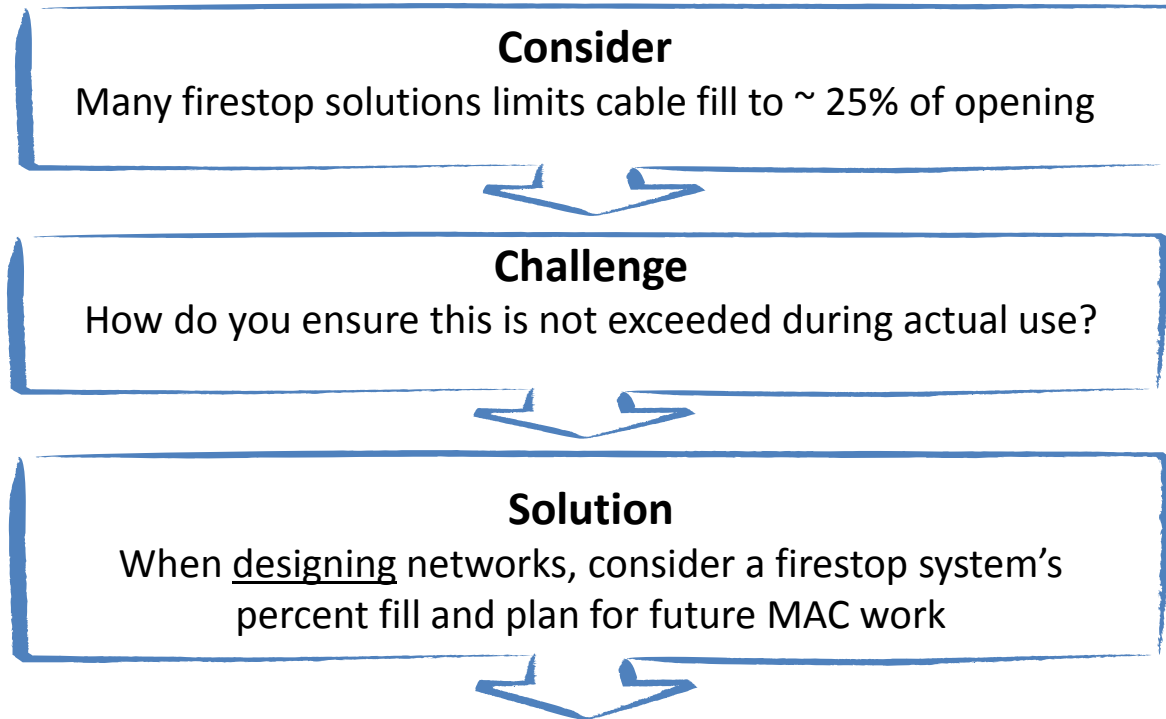 Consider
Many firestop solutions limits cable fill to ~ 25% of opening
Challenge
How do you ensure this is not exceeded during actual use?
Solution
When designing networks, consider a firestop system’s
percent fill and plan for future MAC work